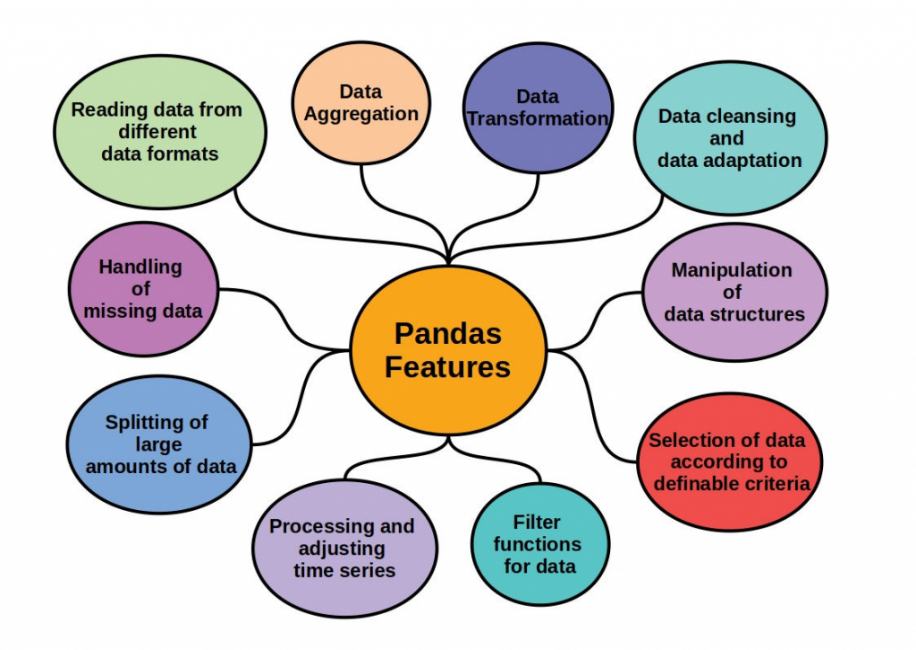 Reading data from
different
data formats
Data
Aggregation
Data
Transformation
Data cleansing
and
data adaptation
Handling
of
missing data
Pandas
Features
Manipulation
of
data structures
Splitting of
large
amounts of data
Selection of data
according to
definable criteria
Processing and
adjusting
time series
Filter
functions
for data